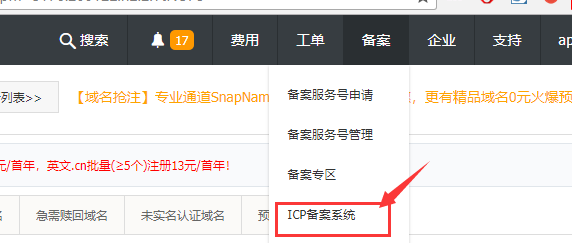 搜索 17 费用 工单 备案 企业 支持
列表>> 【域名抢注】专业通道SnapNam ，更有精品域名0元火爆预
备案服务号申请
备案服务号管理
元/首年，英文.cn批量(≥5个)注册13元/首年！
备案专区
急需赎回域名 未实名认证域名 预
ICP备案系统